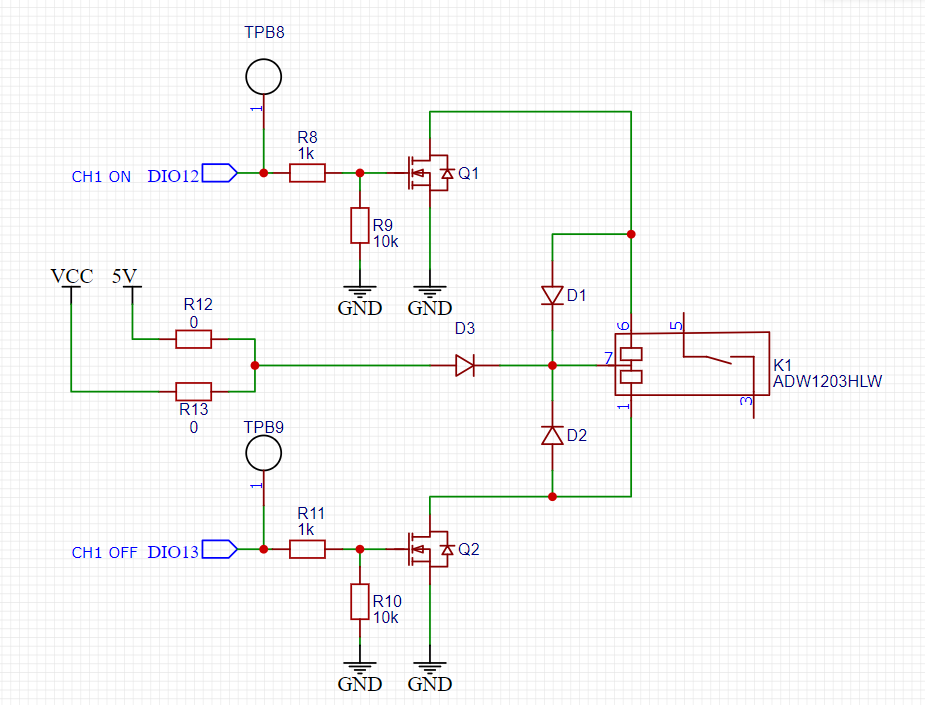 TPB8
1
R8
1k
CH1 ON DIO12
Q1
R9
10k
GND GND
VCC 5V
R12
0
D1
D3
6
5
7
K1
ADW1203HLW
R13
0
1
3
TPB9
D2
1
R11
1k
CH1 OFF DIO13
Q2
R10
10k
GND GND